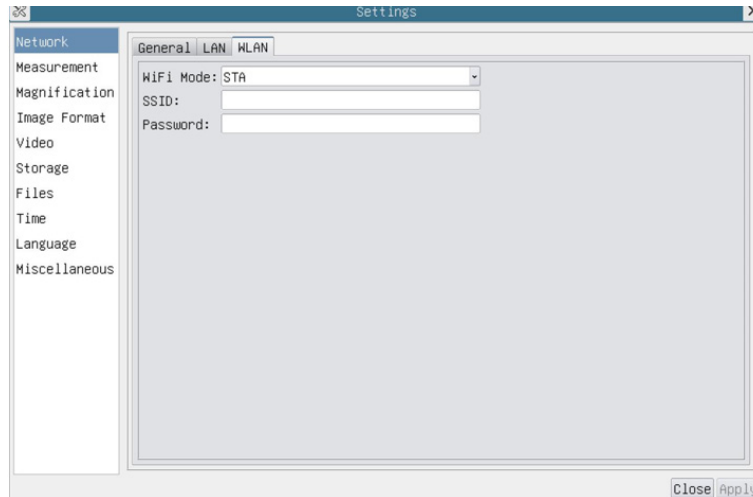 Settings
Network
Measurement
Magnification
Image Format
Video
Storage
Files
Time
Language
Miscellaneous
General LAN WLAN
WiFi Mode: STA
SSID:
Password:
Close Apply